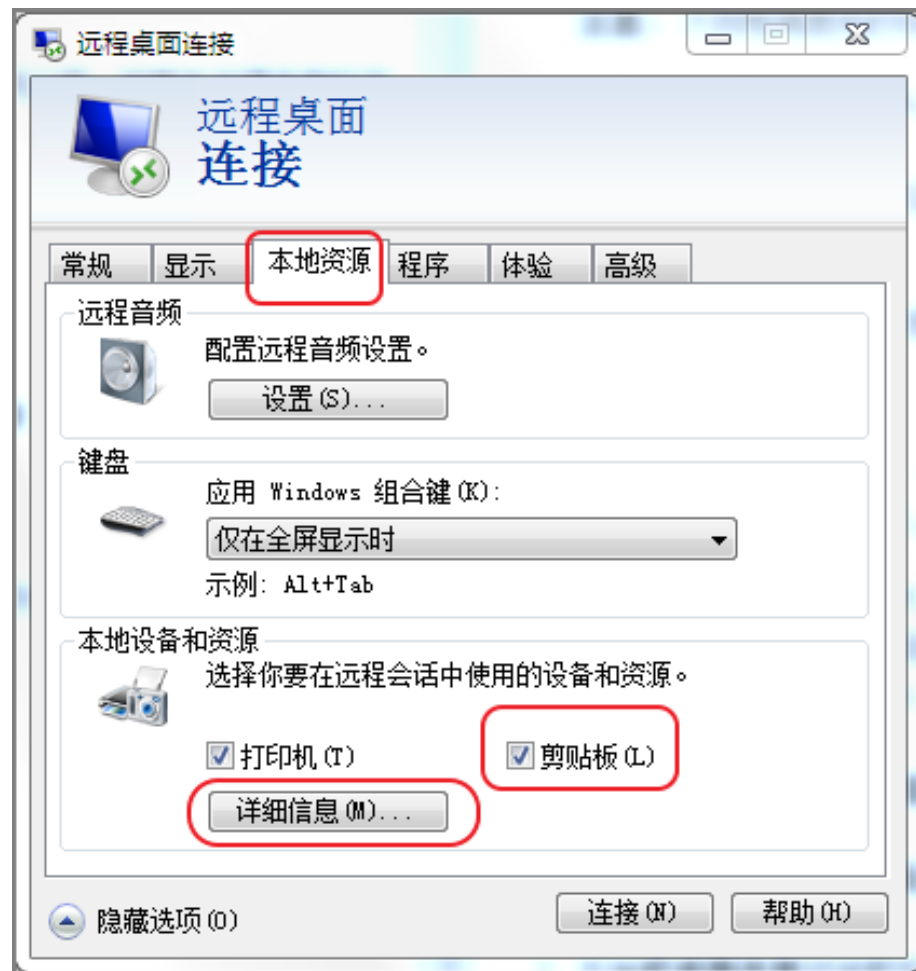 远程桌面连接
远程桌面
连接
常规 显示 本地资源 程序 体验 高级
远程音频
配置远程音频设置。
设置(S)...
键盘
应用 Windows 组合键(K):
仅在全屏显示时
示例: Alt+Tab
本地设备和资源
选择你要在远程会话中使用的设备和资源。
打印机(T) 剪贴板(L)
详细信息(M)...
隐藏选项(O) 连接(N) 帮助(H)